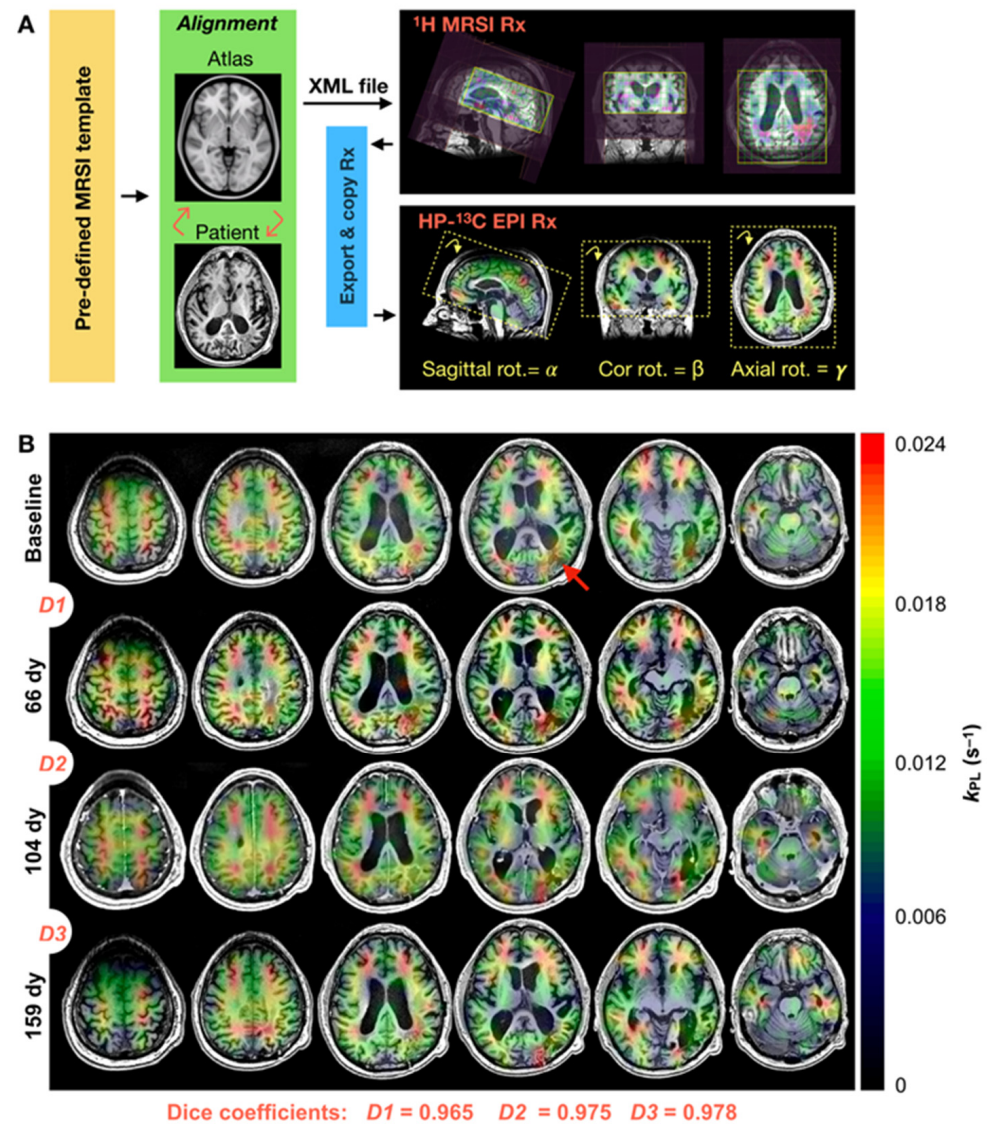 A
Pre-defined MRSI template
Alignment
Atlas
Patient
XML file
Export & copy Rx
¹H MRSI Rx
HP-¹³C EPI Rx
Sagittal rot.= α
Cor rot. = β
Axial rot. = γ
B
Baseline
D1
66 dy
D2
104 dy
D3
159 dy
0.024
0.018
0.012
0.006
0
kPL (s⁻¹)
Dice coefficients: D1 = 0.965 D2 = 0.975 D3 = 0.978